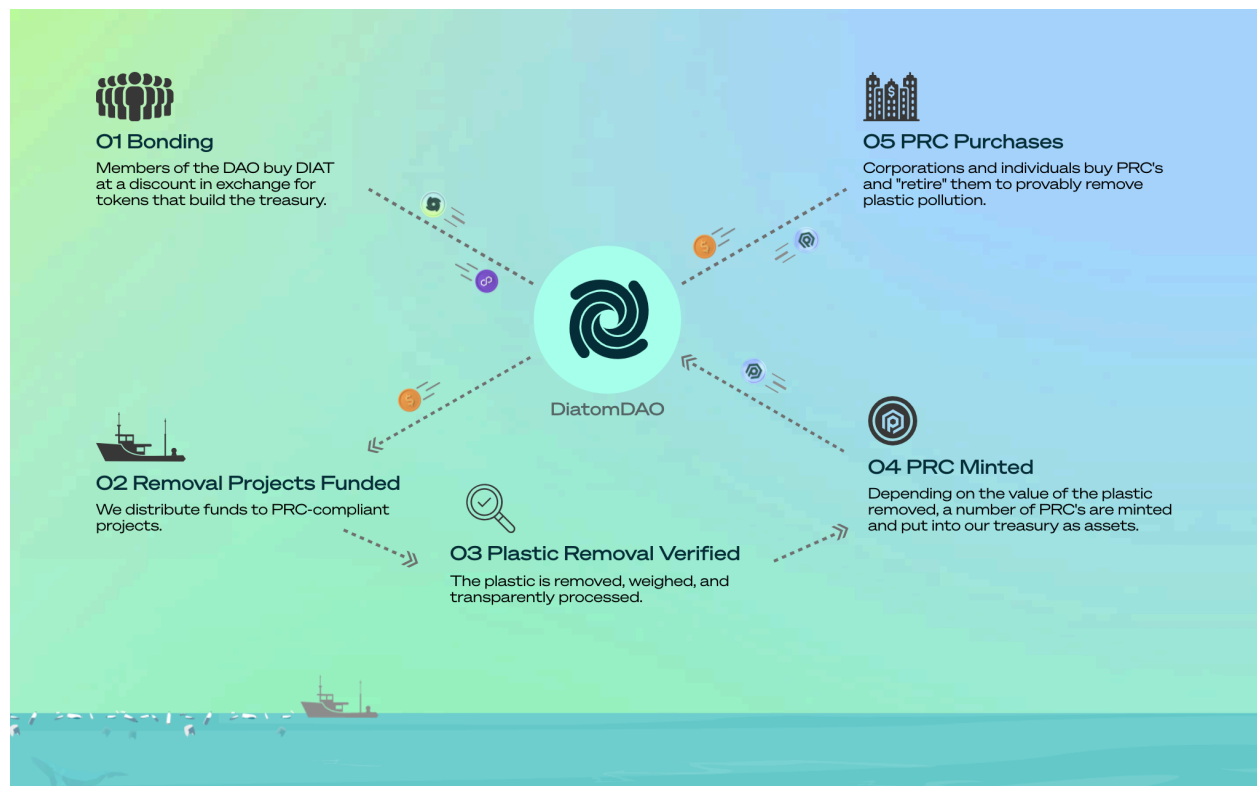 01 Bonding
Members of the DAO buy DIAT
at a discount in exchange for
tokens that build the treasury.
05 PRC Purchases
Corporations and individuals buy PRC's
and "retire" them to provably remove
plastic pollution.
DiatomDAO
02 Removal Projects Funded
We distribute funds to PRC-compliant
projects.
03 Plastic Removal Verified
The plastic is removed, weighed, and
transparently processed.
04 PRC Minted
Depending on the value of the plastic
removed, a number of PRC's are minted
and put into our treasury as assets.